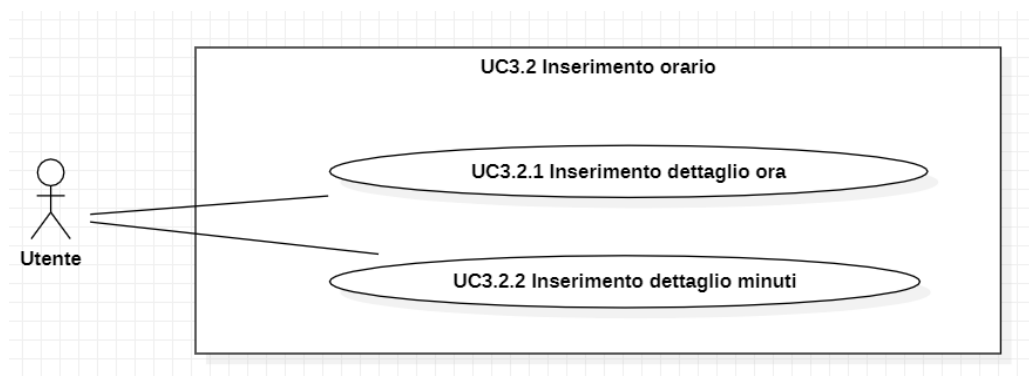 UC3.2 Inserimento orario
UC3.2.1 Inserimento dettaglio ora
Utente
UC3.2.2 Inserimento dettaglio minuti